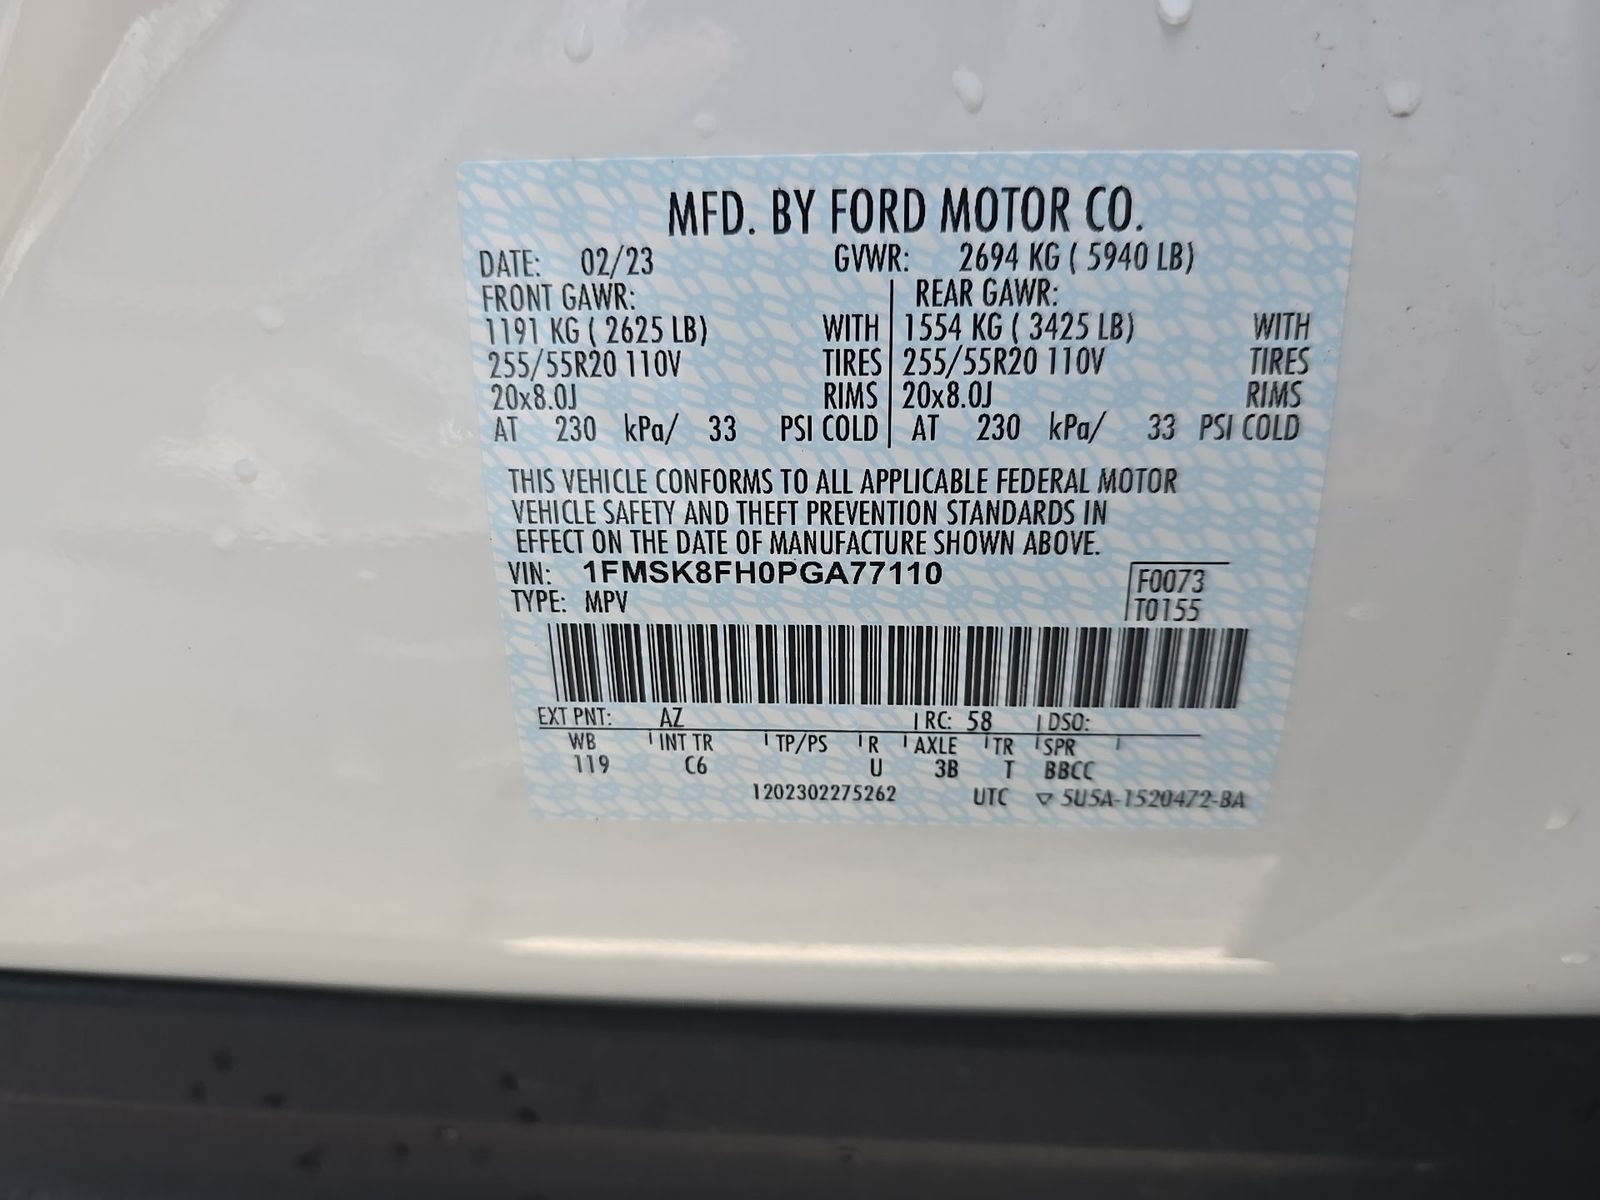 MFD. BY FORD MOTOR CO.
DATE: 02/23 GVWR: 2694 KG ( 5940 LB)
FRONT GAWR: REAR GAWR:
1191 KG ( 2625 LB) WITH 1554 KG ( 3425 LB) WITH
255/55R20 110V TIRES 255/55R20 110V TIRES
20x8.0J RIMS 20x8.0J RIMS
AT 230 kPa/ 33 PSI COLD AT 230 kPa/ 33 PSI COLD
THIS VEHICLE CONFORMS TO ALL APPLICABLE FEDERAL MOTOR
VEHICLE SAFETY AND THEFT PREVENTION STANDARDS IN
EFFECT ON THE DATE OF MANUFACTURE SHOWN ABOVE.
VIN: 1FMSK8FH0PGA77110 F0073
TYPE: MPV T0155
EXT PNT: AZ RC: 58 DSO:
WB INT TR TP/PS R AXLE TR SPR
119 C6 U 3B T BBCC
1202302275262 UTC ▽ 5U5A-1520472-BA